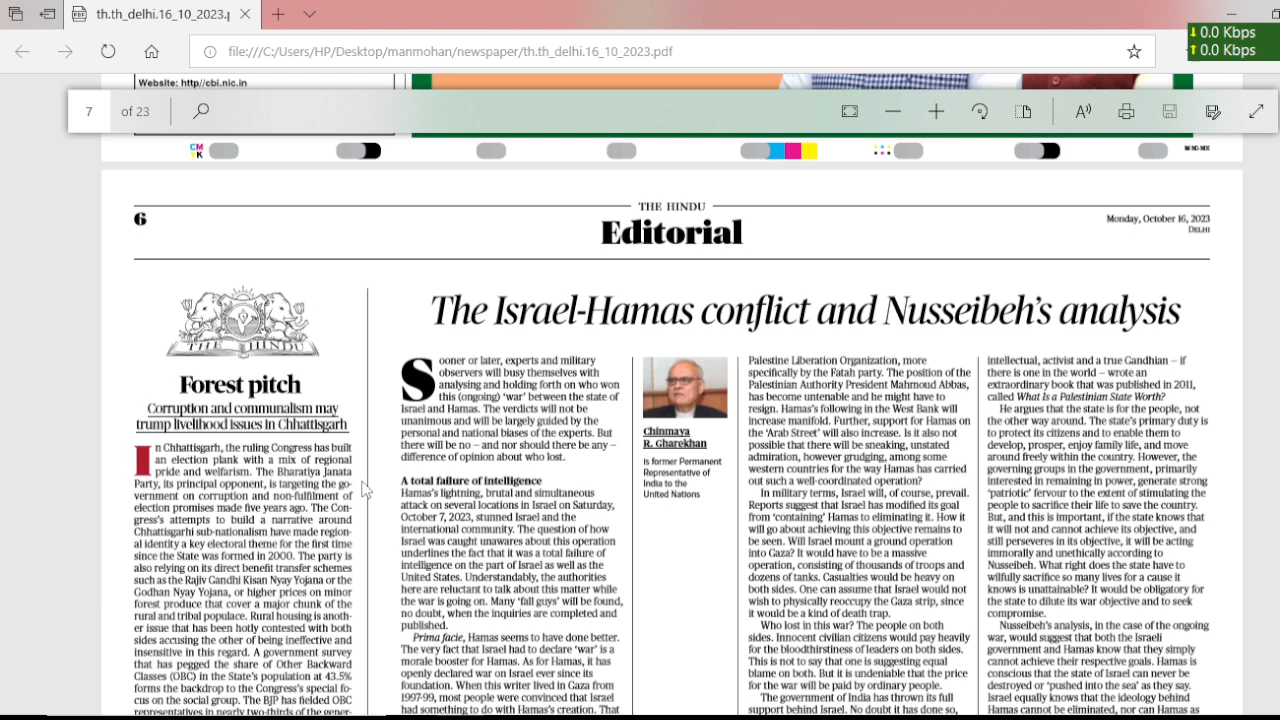 th.th_delhi.16_10_2023.p
file:///C:/Users/HP/Desktop/manmohan/newspaper/th.th_delhi.16_10_2023.pdf
↓ 0.0 Kbps
↑ 0.0 Kbps
Website: http//cbi.nic.in
7 of 23
CM
YK
6
THE HINDU
Editorial
Monday, October 16, 2023
DELHI
THE HINDU
Forest pitch
Corruption and communalism may
trump livelihood issues in Chhattisgarh
In Chhattisgarh, the ruling Congress has built
an election plank with a mix of regional
pride and welfarism. The Bharatiya Janata
Party, its principal opponent, is targeting the go-
vernment on corruption and non-fulfilment of
election promises made five years ago. The Con-
gress's attempts to build a narrative around
Chhattisgarhi sub-nationalism have made region-
al identity a key electoral theme for the first time
since the State was formed in 2000. The party is
also relying on its direct benefit transfer schemes
such as the Rajiv Gandhi Kisan Nyay Yojana or the
Godhan Nyay Yojana, or higher prices on minor
forest produce that cover a major chunk of the
rural and tribal populace. Rural housing is anoth-
er issue that has been hotly contested with both
sides accusing the other of being ineffective and
insensitive in this regard. A government survey
that has pegged the share of Other Backward
Classes (OBC) in the State's population at 43.5%
forms the backdrop to the Congress's special fo-
cus on the social group. The BJP has fielded OBC
representatives in nearly two-thirds of the gener-
The Israel-Hamas conflict and Nusseibeh's analysis
Sooner or later, experts and military
observers will busy themselves with
analysing and holding forth on who won
this (ongoing) 'war' between the state of
Israel and Hamas. The verdicts will not be
unanimous and will be largely guided by the
personal and national biases of the experts. But
there will be no – and nor should there be any –
difference of opinion about who lost.
A total failure of intelligence
Hamas's lightning, brutal and simultaneous
attack on several locations in Israel on Saturday,
October 7, 2023, stunned Israel and the
international community. The question of how
Israel was caught unawares about this operation
underlines the fact that it was a total failure of
intelligence on the part of Israel as well as the
United States. Understandably, the authorities
here are reluctant to talk about this matter while
the war is going on. Many 'fall guys' will be found,
no doubt, when the inquiries are completed and
published.
Prima facie, Hamas seems to have done better.
The very fact that Israel had to declare 'war' is a
morale booster for Hamas. As for Hamas, it has
openly declared war on Israel ever since its
foundation. When this writer lived in Gaza from
1997-99, most people were convinced that Israel
had something to do with Hamas's creation. That
Chinmaya
R. Gharekhan
Is former Permanent
Representative of
India to the
United Nations
Palestine Liberation Organization, more
specifically by the Fatah party. The position of the
Palestinian Authority President Mahmoud Abbas,
has become untenable and he might have to
resign. Hamas's following in the West Bank will
increase manifold. Further, support for Hamas on
the 'Arab Street' will also increase. Is it also not
possible that there will be sneaking, unstated
admiration, however grudging, among some
western countries for the way Hamas has carried
out such a well-coordinated operation?
In military terms, Israel will, of course, prevail.
Reports suggest that Israel has modified its goal
from 'containing' Hamas to eliminating it. How it
will go about achieving this objective remains to
be seen. Will Israel mount a ground operation
into Gaza? It would have to be a massive
operation, consisting of thousands of troops and
dozens of tanks. Casualties would be heavy on
both sides. One can assume that Israel would not
wish to physically reoccupy the Gaza strip, since
it would be a kind of death trap.
Who lost in this war? The people on both
sides. Innocent civilian citizens would pay heavily
for the bloodthirstiness of leaders on both sides.
This is not to say that one is suggesting equal
blame on both. But it is undeniable that the price
for the war will be paid by ordinary people.
The government of India has thrown its full
support behind Israel. No doubt it has done so,
intellectual, activist and a true Gandhian – if
there is one in the world – wrote an
extraordinary book that was published in 2011,
called What Is a Palestinian State Worth?
He argues that the state is for the people, not
the other way around. The state's primary duty is
to protect its citizens and to enable them to
develop, prosper, enjoy family life, and move
around freely within the country. However, the
governing groups in the government, primarily
interested in remaining in power, generate strong
'patriotic' fervour to the extent of stimulating the
people to sacrifice their life to save the country.
But, and this is important, if the state knows that
it will not and cannot achieve its objective, and
still perseveres in its objective, it will be acting
immorally and unethically according to
Nusseibeh. What right does the state have to
wilfully sacrifice so many lives for a cause it
knows is unattainable? It would be obligatory for
the state to dilute its war objective and to seek
compromise.
Nusseibeh's analysis, in the case of the ongoing
war, would suggest that both the Israeli
government and Hamas know that they simply
cannot achieve their respective goals. Hamas is
conscious that the state of Israel can never be
destroyed or 'pushed into the sea' as they say.
Israel equally knows that the ideology behind
Hamas cannot be eliminated, nor can Hamas as